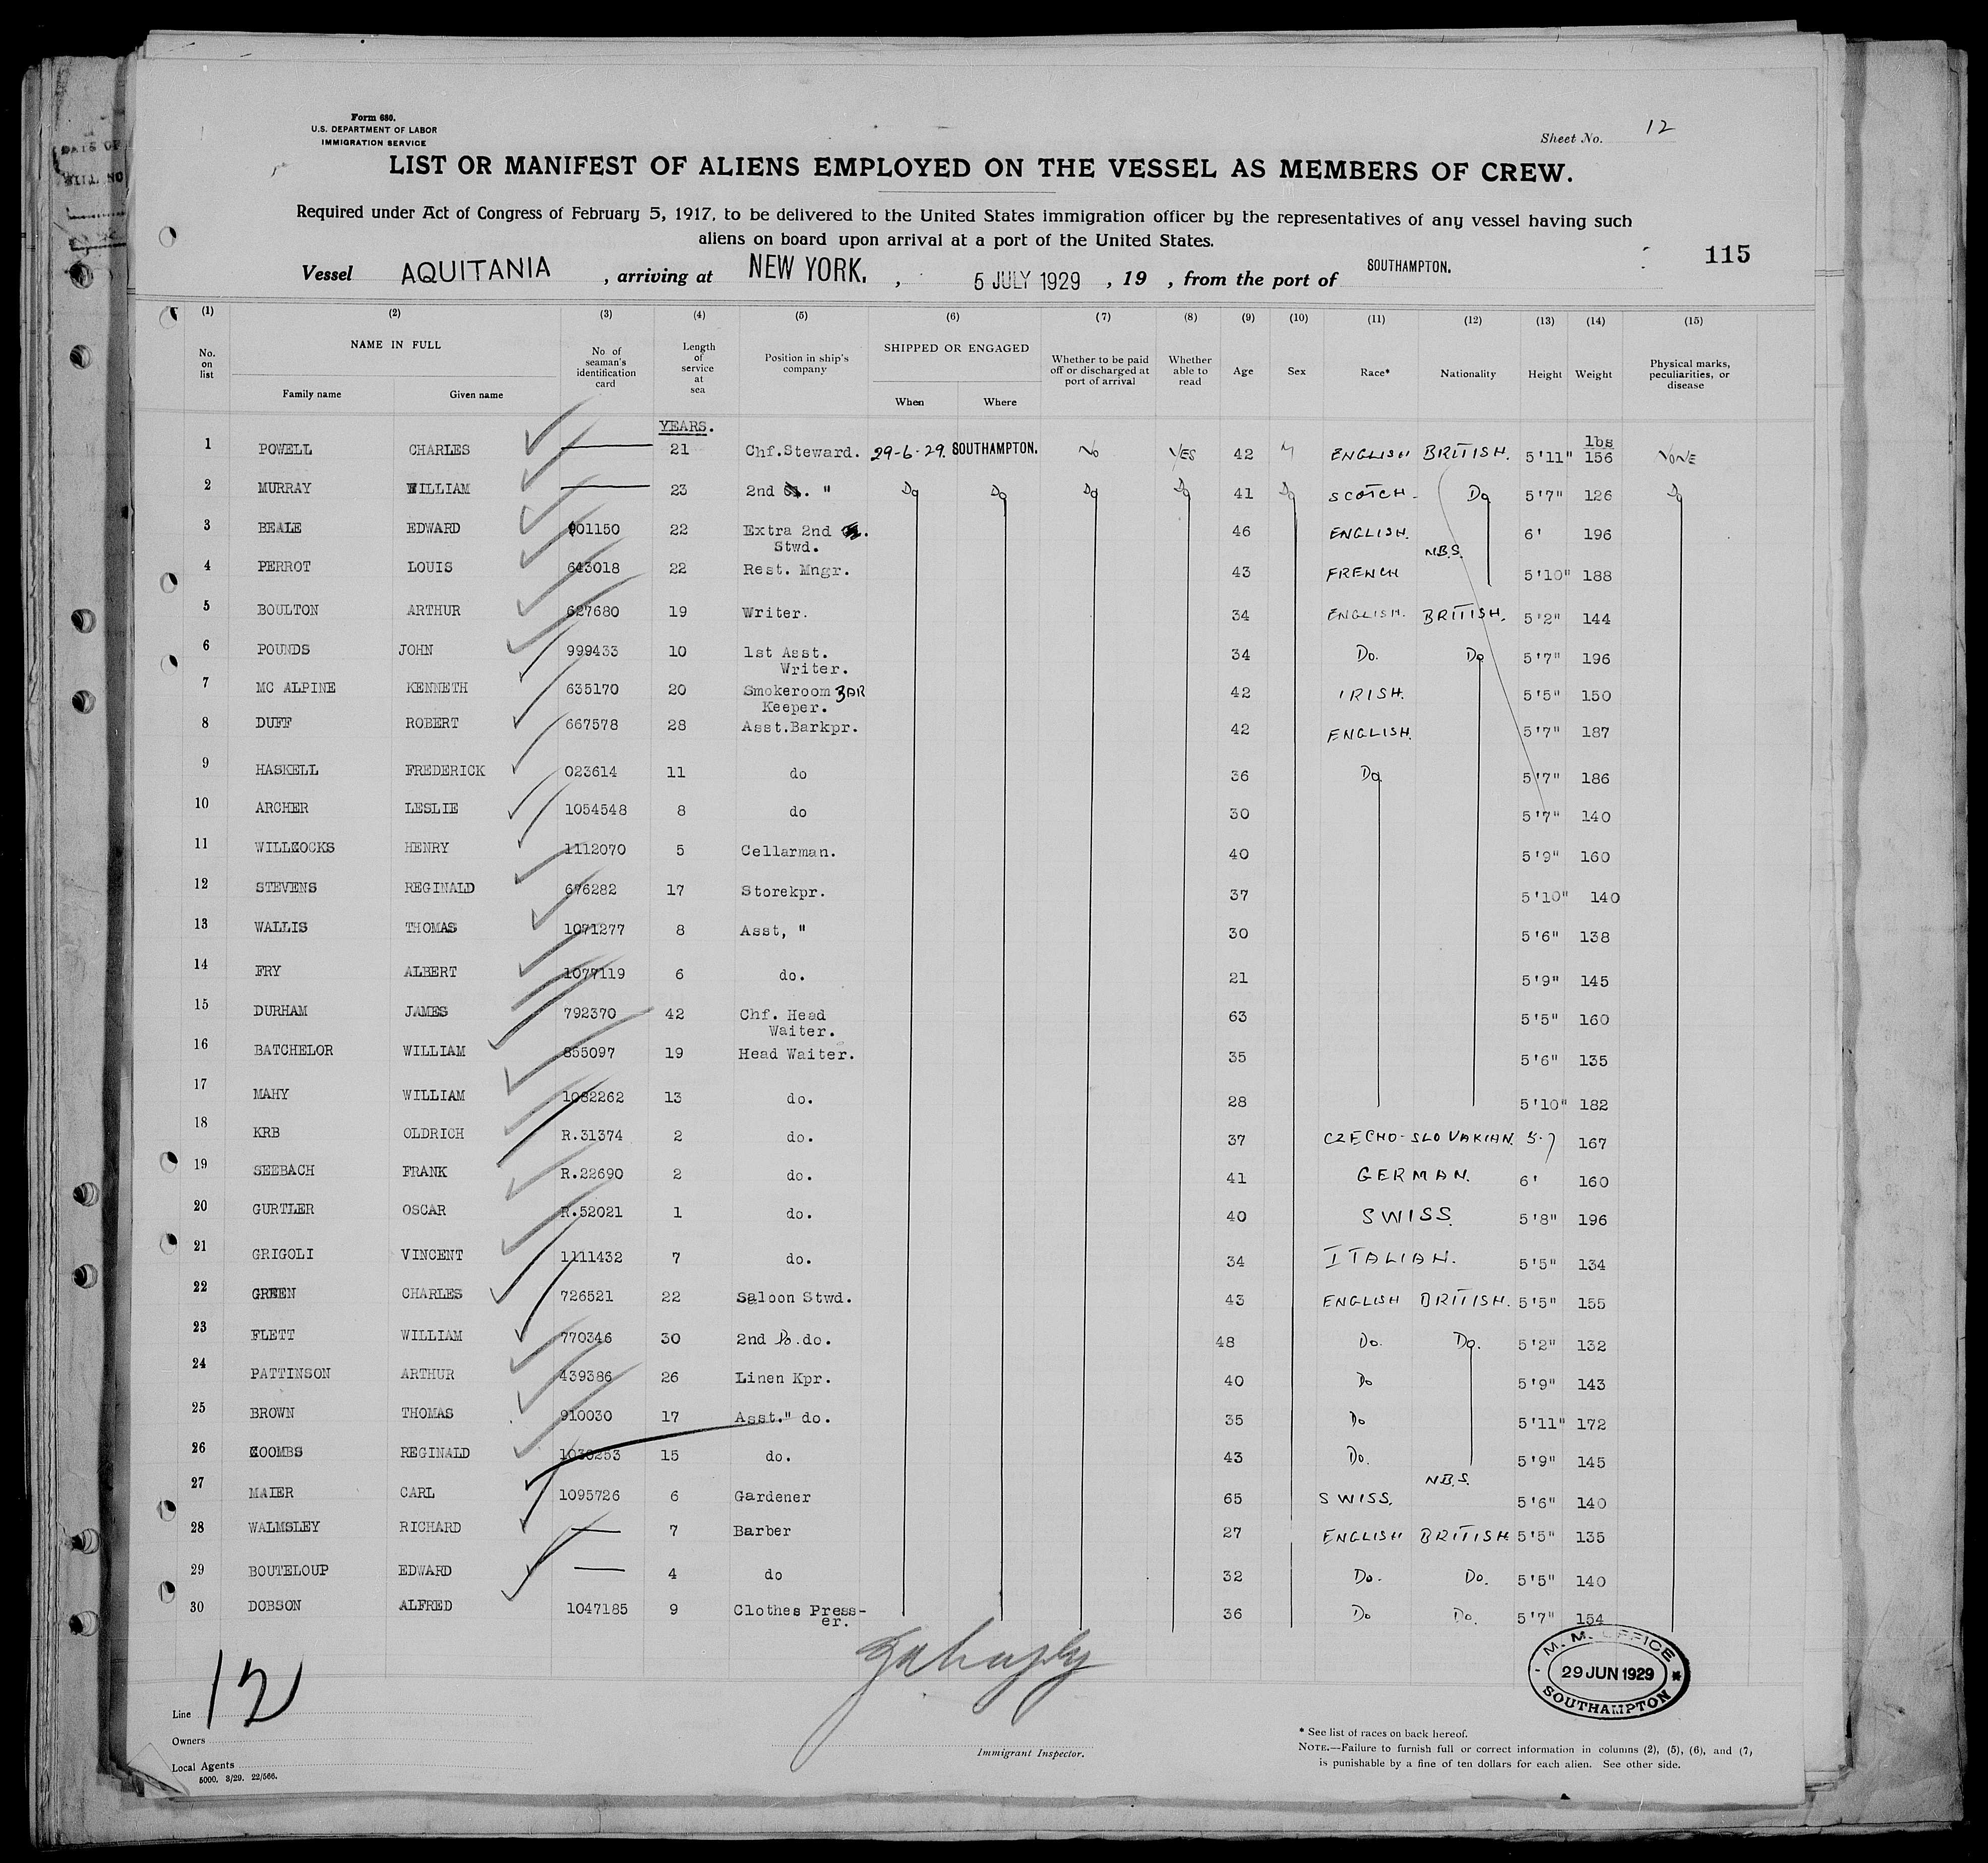 Form 680.
U.S. DEPARTMENT OF LABOR
IMMIGRATION SERVICE
Sheet No. 12
LIST OR MANIFEST OF ALIENS EMPLOYED ON THE VESSEL AS MEMBERS OF CREW.
Required under Act of Congress of February 5, 1917, to be delivered to the United States immigration officer by the representatives of any vessel having such
aliens on board upon arrival at a port of the United States.
115
Vessel AQUITANIA, arriving at NEW YORK, , 5 JULY 1929 , 19 , from the port of SOUTHAMPTON.
(1) (2) (3) (4) (5) (6) (7) (8) (9) (10) (11) (12) (13) (14) (15)
No. on list NAME IN FULL Family name Given name No of seaman's identification card Length of service at sea Position in ship's company SHIPPED OR ENGAGED When Where Whether to be paid off or discharged at port of arrival Whether able to read Age Sex Race* Nationality Height Weight Physical marks, peculiarities, or disease
YEARS. lbs
1 POWELL CHARLES — 21 Chf.Steward. 29-6-29. SOUTHAMPTON. No YES 42 M ENGLISH BRITISH. 5'11" 156 NONE
2 MURRAY WILLIAM — 23 2nd " Do Do Do Do 41 Do SCOTCH. Do 5'7" 126 Do
3 BEALE EDWARD 901150 22 Extra 2nd Stwd. 46 ENGLISH. 6' 196
4 PERROT LOUIS 643018 22 Rest. Mngr. 43 FRENCH N.B.S. 5'10" 188
5 BOULTON ARTHUR 627680 19 Writer. 34 ENGLISH. BRITISH. 5'2" 144
6 POUNDS JOHN 999433 10 1st Asst. Writer. 34 Do. Do 5'7" 196
7 MC ALPINE KENNETH 635170 20 Smokeroom BAR Keeper. 42 IRISH. 5'5" 150
8 DUFF ROBERT 667578 28 Asst.Barkpr. 42 ENGLISH. 5'7" 187
9 HASKELL FREDERICK 023614 11 do 36 Do 5'7" 186
10 ARCHER LESLIE 1054548 8 do 30 5'7" 140
11 WILLCOCKS HENRY 1112070 5 Cellarman. 40 5'9" 160
12 STEVENS REGINALD 676282 17 Storekpr. 37 5'10" 140
13 WALLIS THOMAS 1071277 8 Asst, " 30 5'6" 138
14 FRY ALBERT 1077119 6 do. 21 5'9" 145
15 DURHAM JAMES 792370 42 Chf. Head Waiter. 63 5'5" 160
16 BATCHELOR WILLIAM 855097 19 Head Waiter. 35 5'6" 135
17 MAHY WILLIAM 1082262 13 do. 28 5'10" 182
18 KRB OLDRICH R.31374 2 do. 37 CZECHO-SLOVAKIAN. 5.7 167
19 SEEBACH FRANK R.22690 2 do. 41 GERMAN. 6' 160
20 GURTLER OSCAR R.52021 1 do. 40 SWISS. 5'8" 196
21 GRIGOLI VINCENT 1111432 7 do. 34 ITALIAN. 5'5" 134
22 GREEN CHARLES 726521 22 Saloon Stwd. 43 ENGLISH BRITISH. 5'5" 155
23 FLETT WILLIAM 770346 30 2nd Do.do. 48 Do. Do. 5'2" 132
24 PATTINSON ARTHUR 439386 26 Linen Kpr. 40 Do 5'9" 143
25 BROWN THOMAS 910030 17 Asst." do. 35 Do 5'11" 172
26 COOMBS REGINALD 15 do. 43 Do. 5'9" 145
27 MAIER CARL 1095726 6 Gardener 65 SWISS. N.B.S. 5'6" 140
28 WALMSLEY RICHARD — 7 Barber 27 ENGLISH BRITISH 5'5" 135
29 BOUTELOUP EDWARD — 4 do 32 Do. Do. 5'5" 140
30 DOBSON ALFRED 1047185 9 Clothes Press-er. 36 Do Do. 5'7" 154
M. M. OFFICE
29 JUN 1929
SOUTHAMPTON
12
Line
Owners
Local Agents
5000. 3/29. 22/566.
Immigrant Inspector.
* See list of races on back hereof.
NOTE.—Failure to furnish full or correct information in columns (2), (5), (6), and (7)
is punishable by a fine of ten dollars for each alien. See other side.